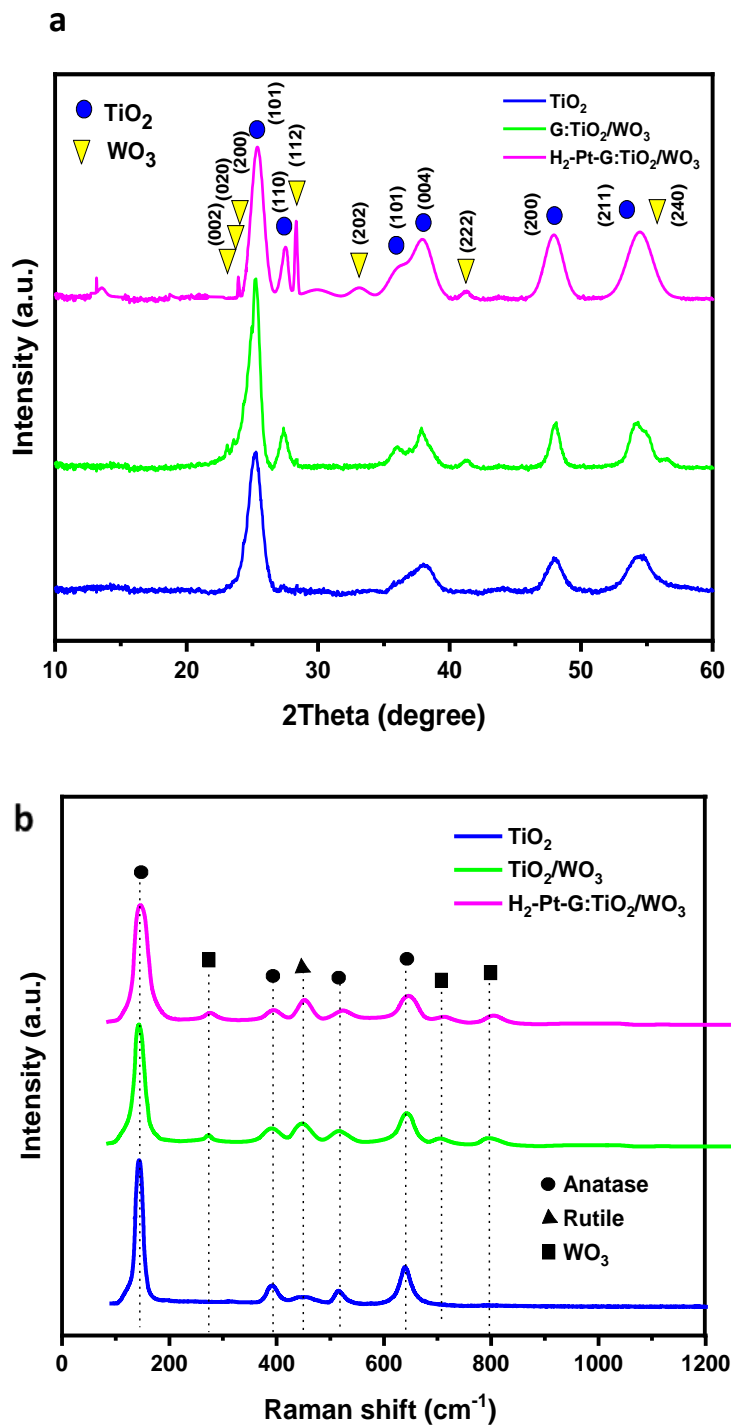 a
TiO2
WO3
(002)
(020)
(200)
(101)
(110)
(112)
(202)
(101)
(004)
(222)
(200)
(211)
(240)
TiO2
G:TiO2/WO3
H2-Pt-G:TiO2/WO3
Intensity (a.u.)
10 20 30 40 50 60
2Theta (degree)
b
TiO2
TiO2/WO3
H2-Pt-G:TiO2/WO3
Anatase
Rutile
WO3
Intensity (a.u.)
0 200 400 600 800 1000 1200
Raman shift (cm-1)